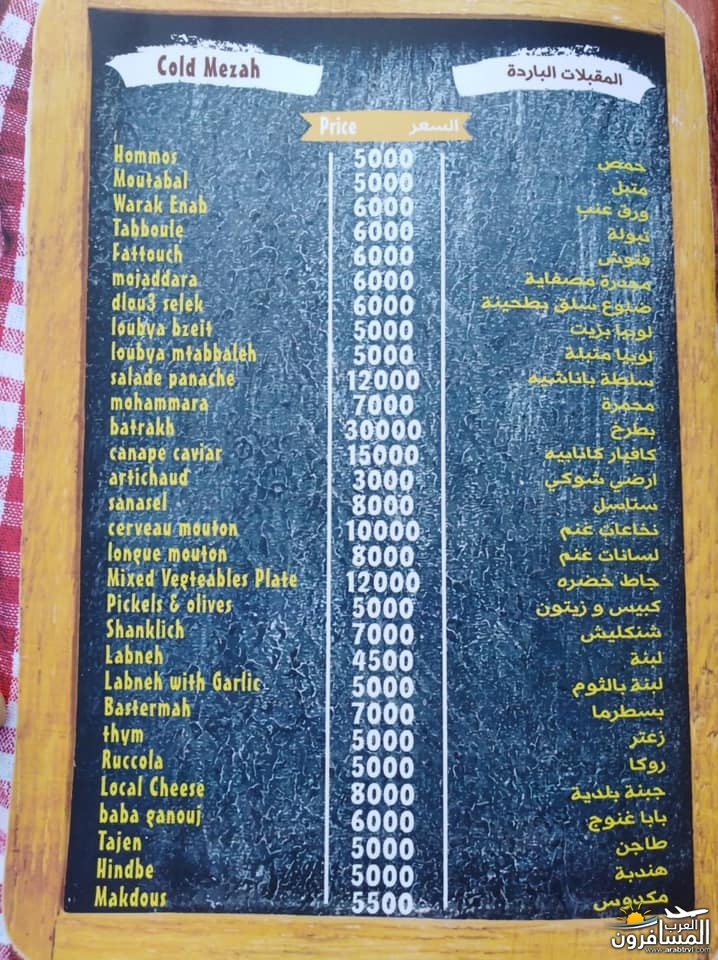 Cold Mezah المقبلات الباردة
Price السعر
Hommos 5000 حمص
Moutabal 5000 متبل
Warak Enab 6000 ورق عنب
Tabboule 6000 تبولة
Fattouch 6000 فتوش
mojaddara 6000 مجدرة مصفاية
dlou3 selek 6000 ضلوع سلق بطحينة
loubya bzeit 5000 لوبيا بزيت
loubya mtabbaleh 5000 لوبيا متبلة
salade panache 12000 سلطة باناشيه
mohammara 7000 محمرة
batrakh 30000 بطرخ
canape caviar 15000 كافيار كانابيه
artichaud 3000 ارضي شوكي
sanasel 8000 سناسل
cerveau mouton 10000 نخاعات غنم
longue mouton 8000 لسانات غنم
Mixed Vegteables Plate 12000 جاط خضره
Pickels & olives 5000 كبيس و زيتون
Shanklich 7000 شنكليش
Labneh 4500 لبنة
Labneh with Garlic 5000 لبنة بالثوم
Bastermah 7000 بسطرما
thym 5000 زعتر
Ruccola 5000 روكا
Local Cheese 8000 جبنة بلدية
baba ganouj 6000 بابا غنوج
Tajen 5000 طاجن
Hindbe 5000 هندبة
Makdous 5500 مكدوس
العرب
المسافرون
www.arabtrvl.com